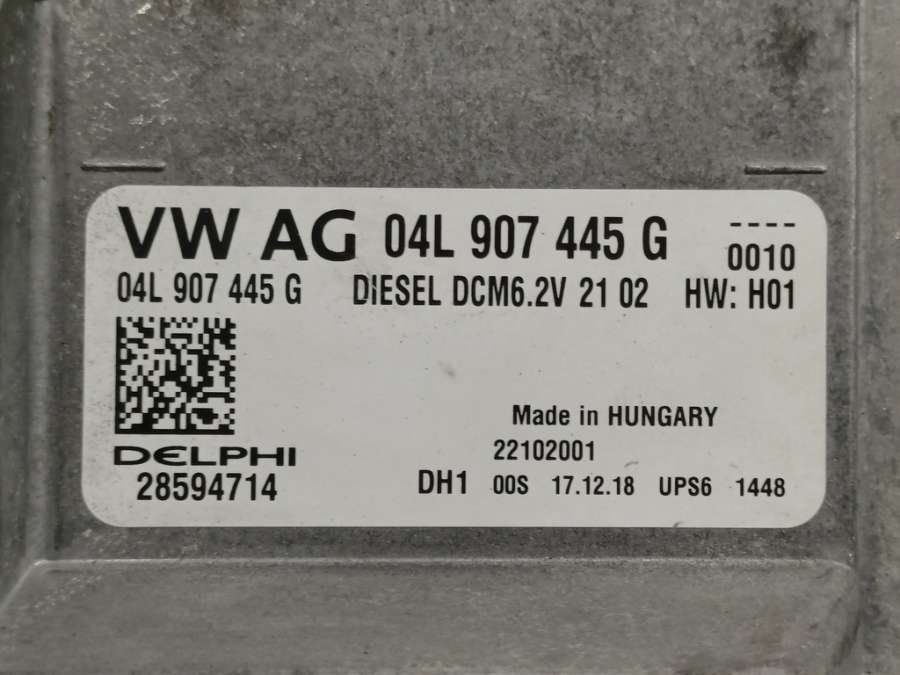 VW AG 04L 907 445 G ----
0010
04L 907 445 G DIESEL DCM6.2V 21 02 HW: H01
Made in HUNGARY
DELPHI 22102001
28594714 DH1 00S 17.12.18 UPS6 1448